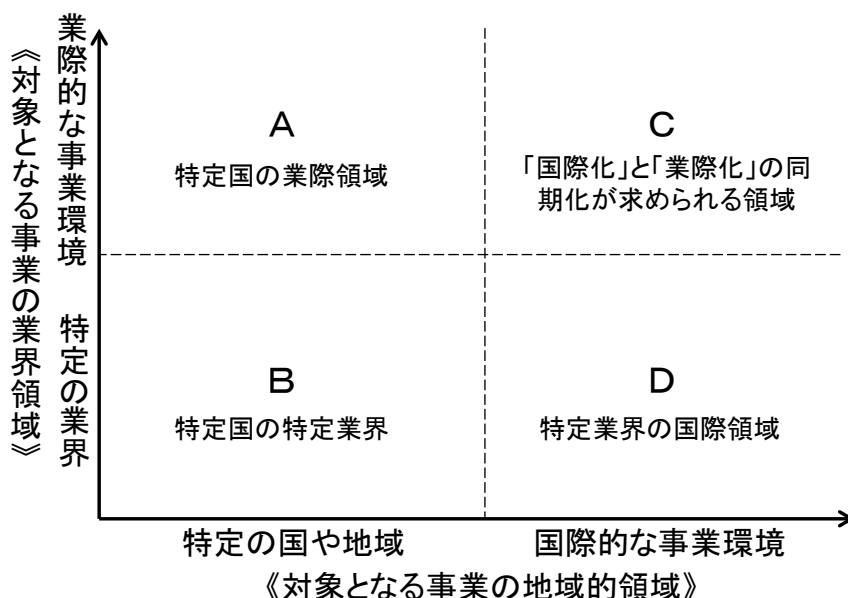 《対象となる事業の業界領域》
業際的な事業環境
特定の業界
A
特定国の業際領域
C
「国際化」と「業際化」の同
期化が求められる領域
B
特定国の特定業界
D
特定業界の国際領域
特定の国や地域
国際的な事業環境
《対象となる事業の地域的領域》